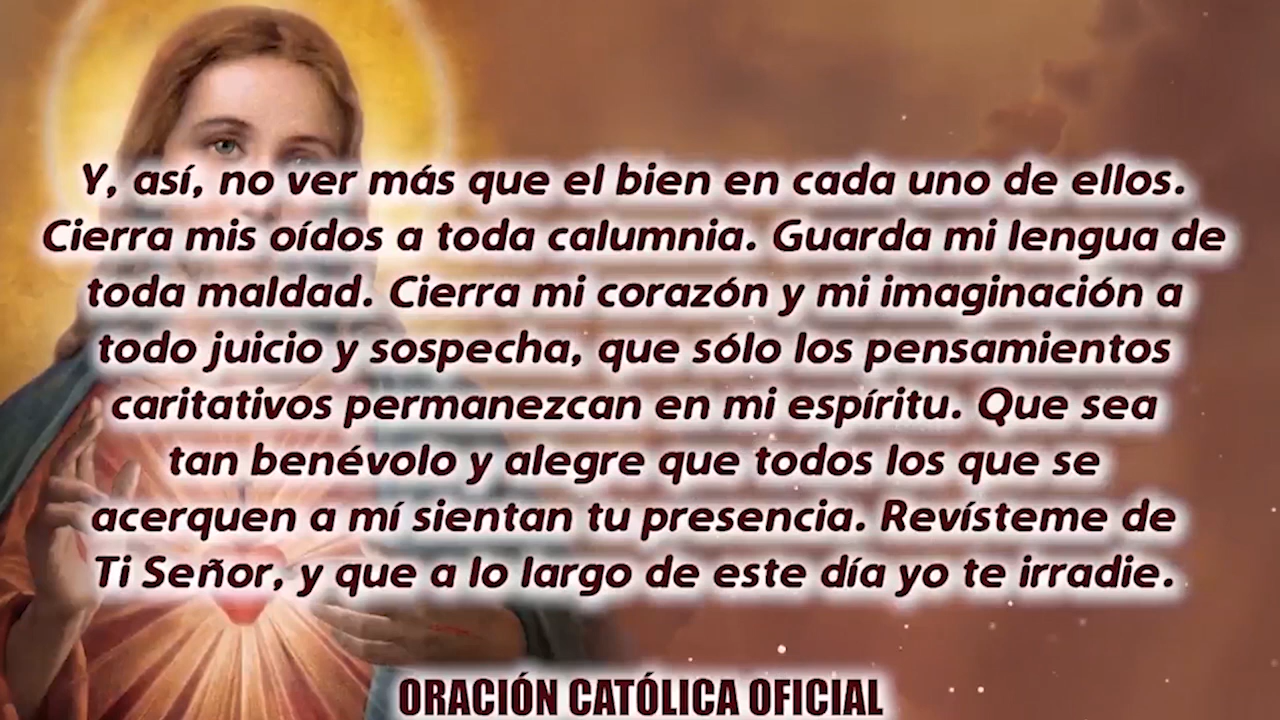 Y, así, no ver más que el bien en cada uno de ellos.
Cierra mis oídos a toda calumnia. Guarda mi lengua de
toda maldad. Cierra mi corazón y mi imaginación a
todo juicio y sospecha, que sólo los pensamientos
caritativos permanezcan en mi espíritu. Que sea
tan benévolo y alegre que todos los que se
acerquen a mí sientan tu presencia. Revísteme de
Ti Señor, y que a lo largo de este día yo te irradie.
ORACIÓN CATÓLICA OFICIAL